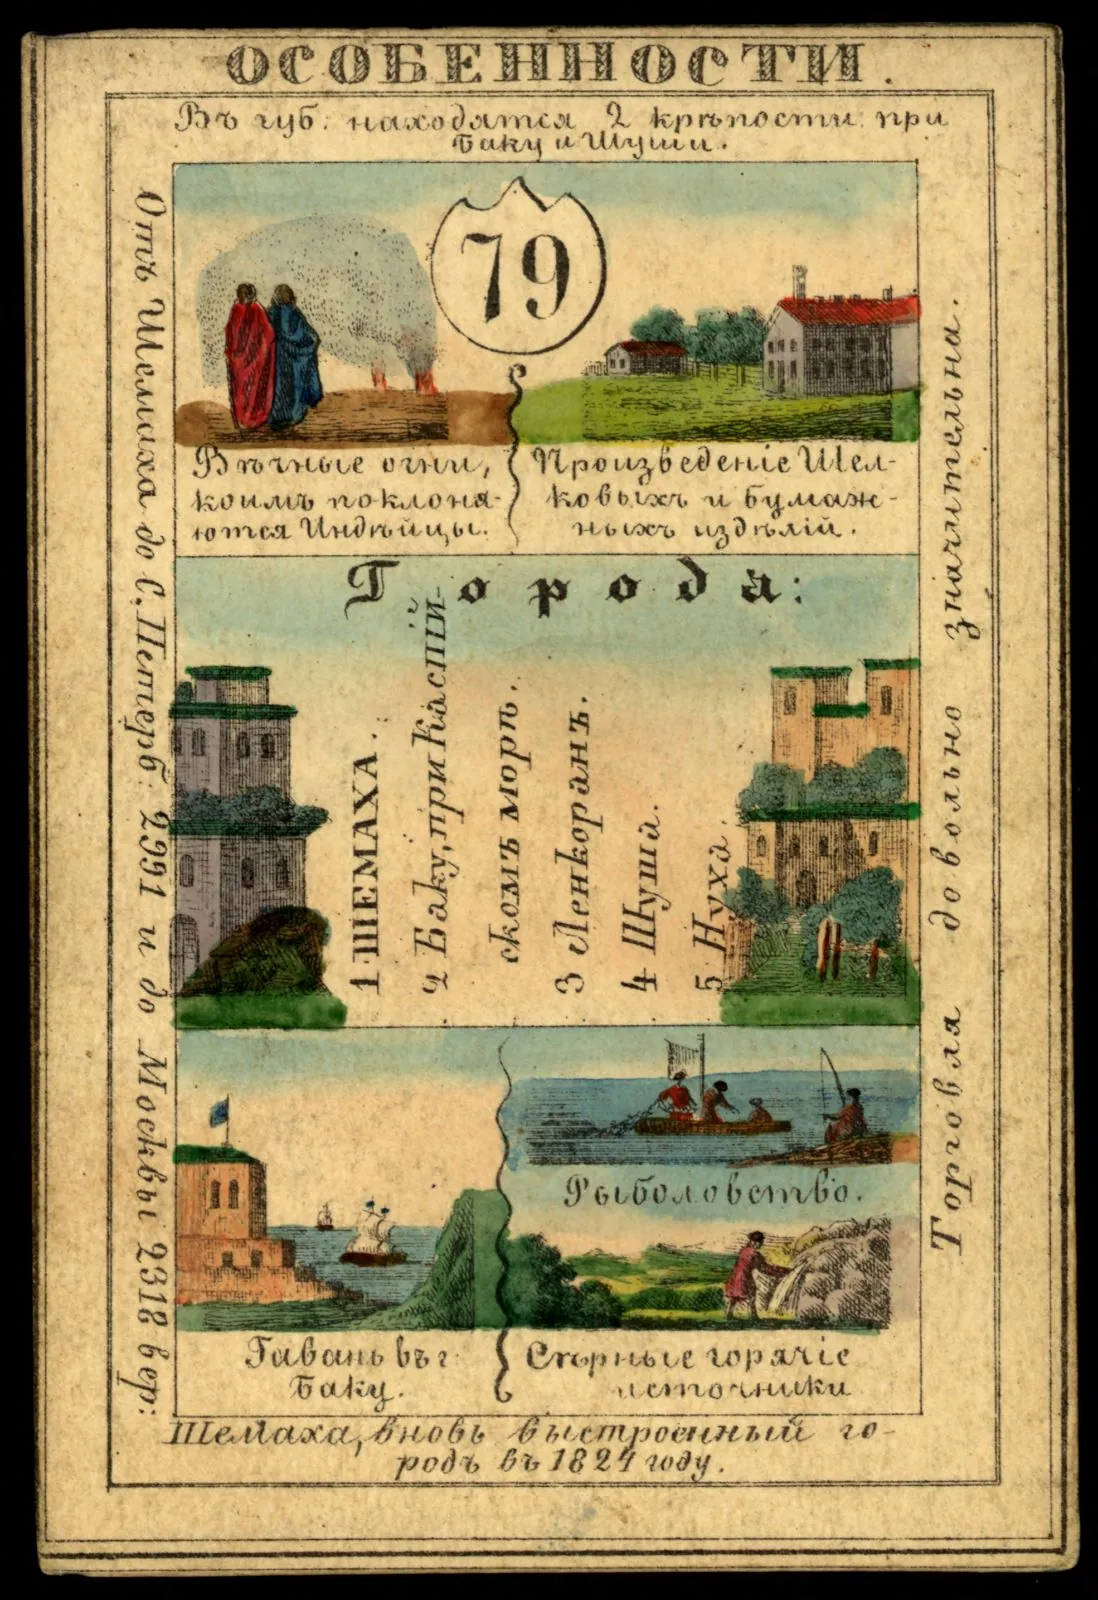 ОСОБЕННОСТИ.
Въ губ: находятся 2 крѣпости: при
Баку и Шуши.
79
Вѣчные огни,
коимъ поклоня-
ются Индѣйцы.
Произведеніе Шел-
ковыхъ и бумаж-
ныхъ издѣлій.
Города:
1 ШЕМАХА.
2 Баку, при Каспій-
скомъ морѣ.
3 Ленкоранъ.
4 Шуша.
5 Нуха.
Рыболовство.
Гавань въ г.
Баку.
Сѣрные горячіе
источники
Шемаха, вновь выстроенный го-
родъ въ 1824 году.
Отъ Шемаха до С. Петерб: 2991 и до Москвы 2318 вер:
Торговля довольно значительна.